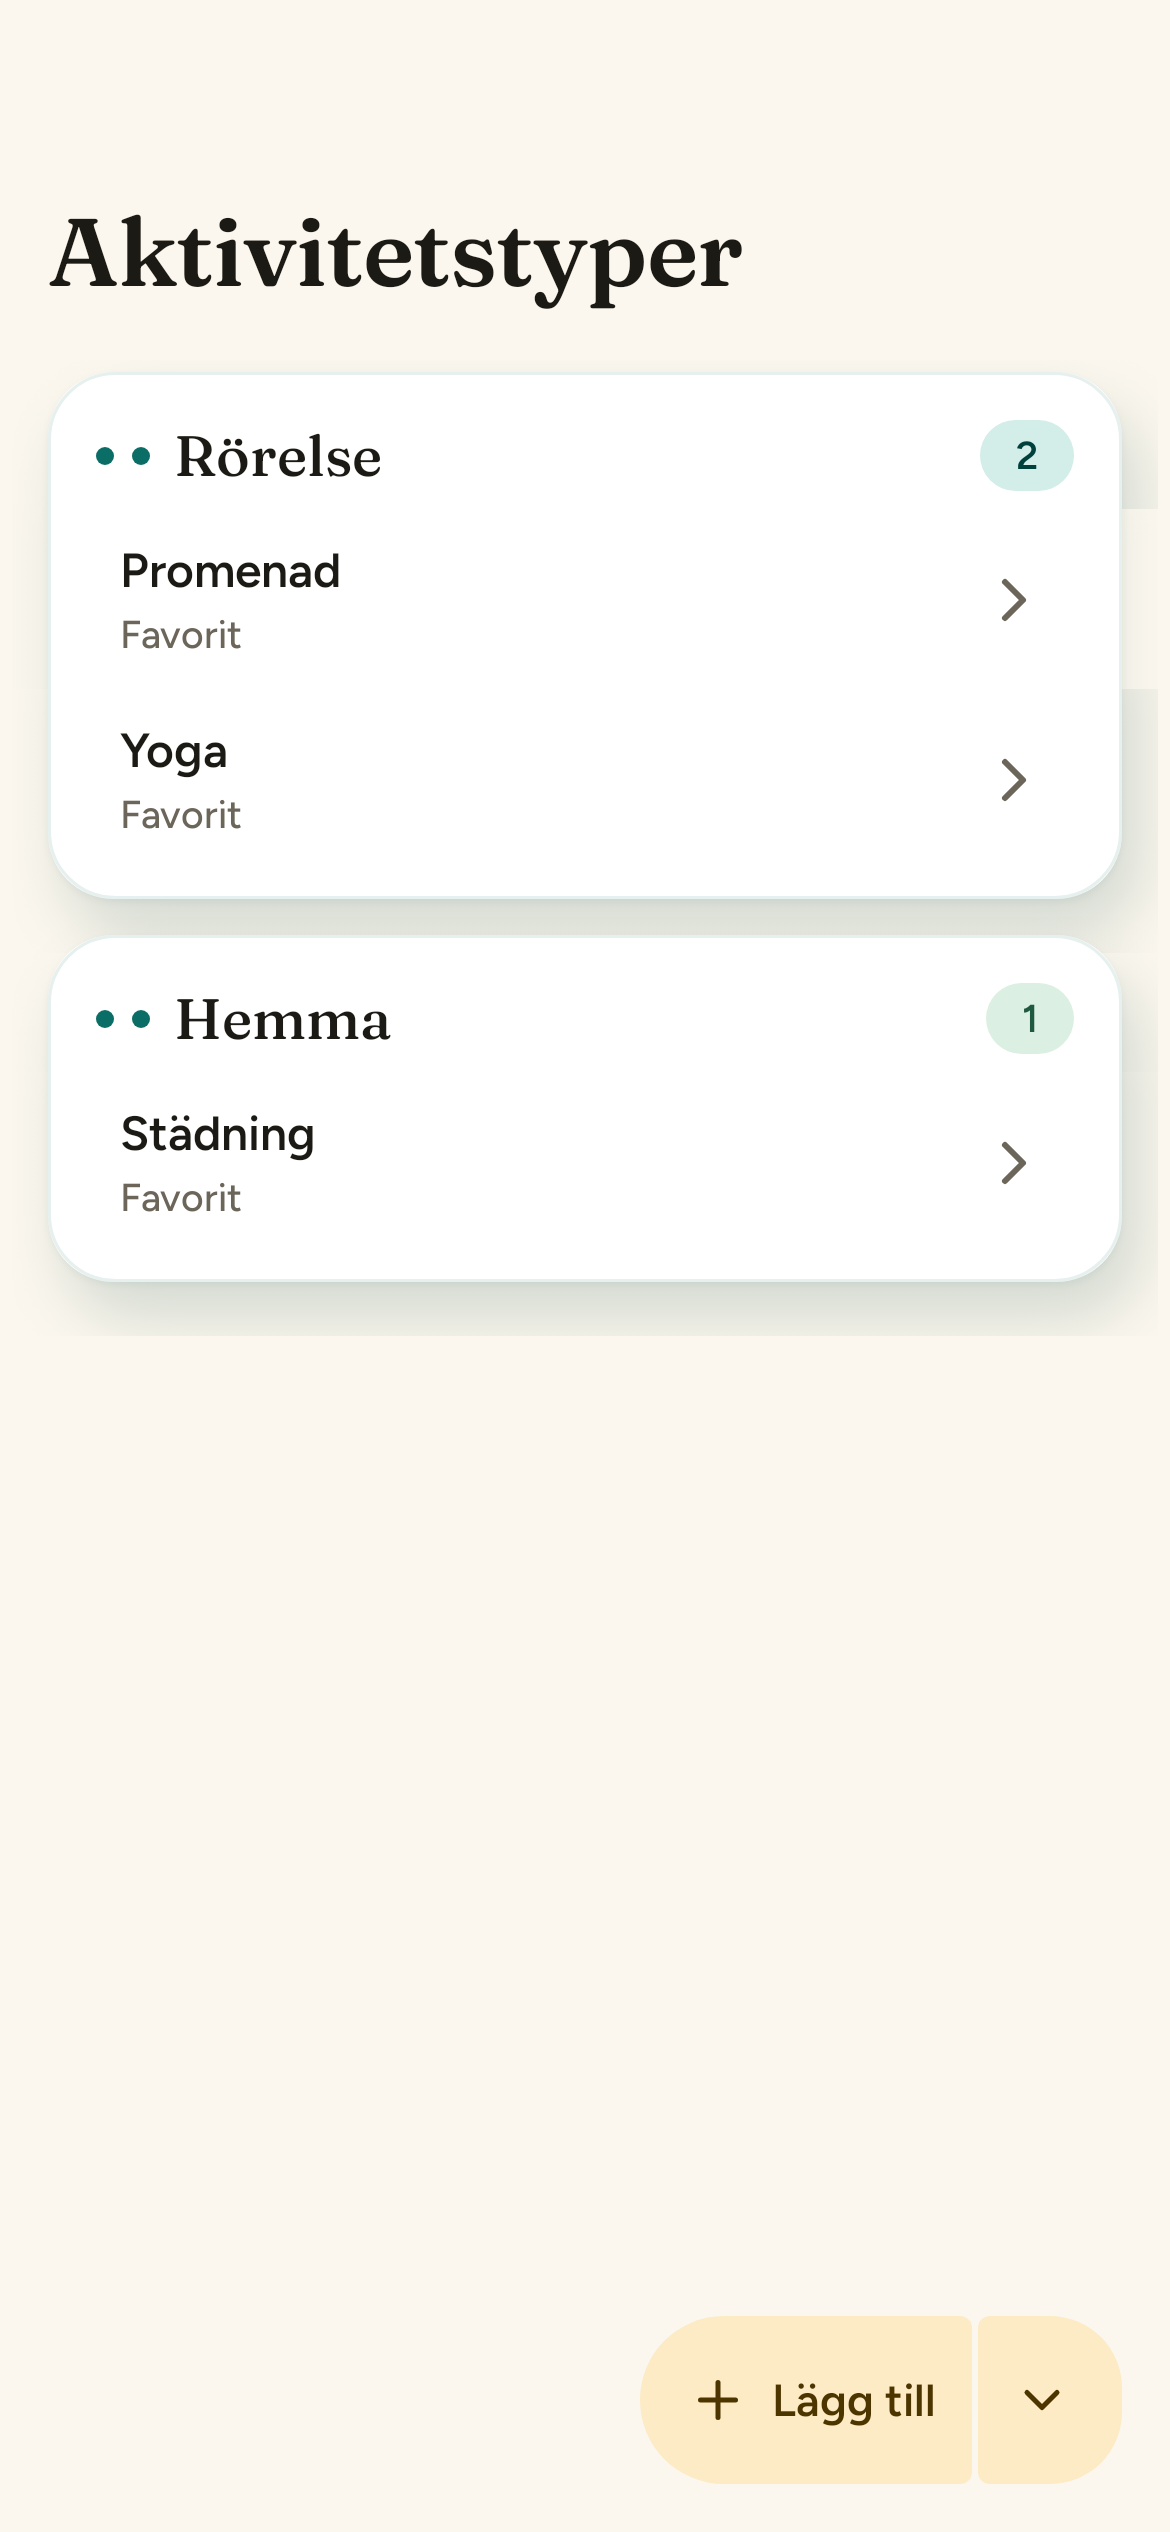 Aktivitetstyper
Rörelse
2
Promenad
Favorit
Yoga
Favorit
Hemma
1
Städning
Favorit
Lägg till